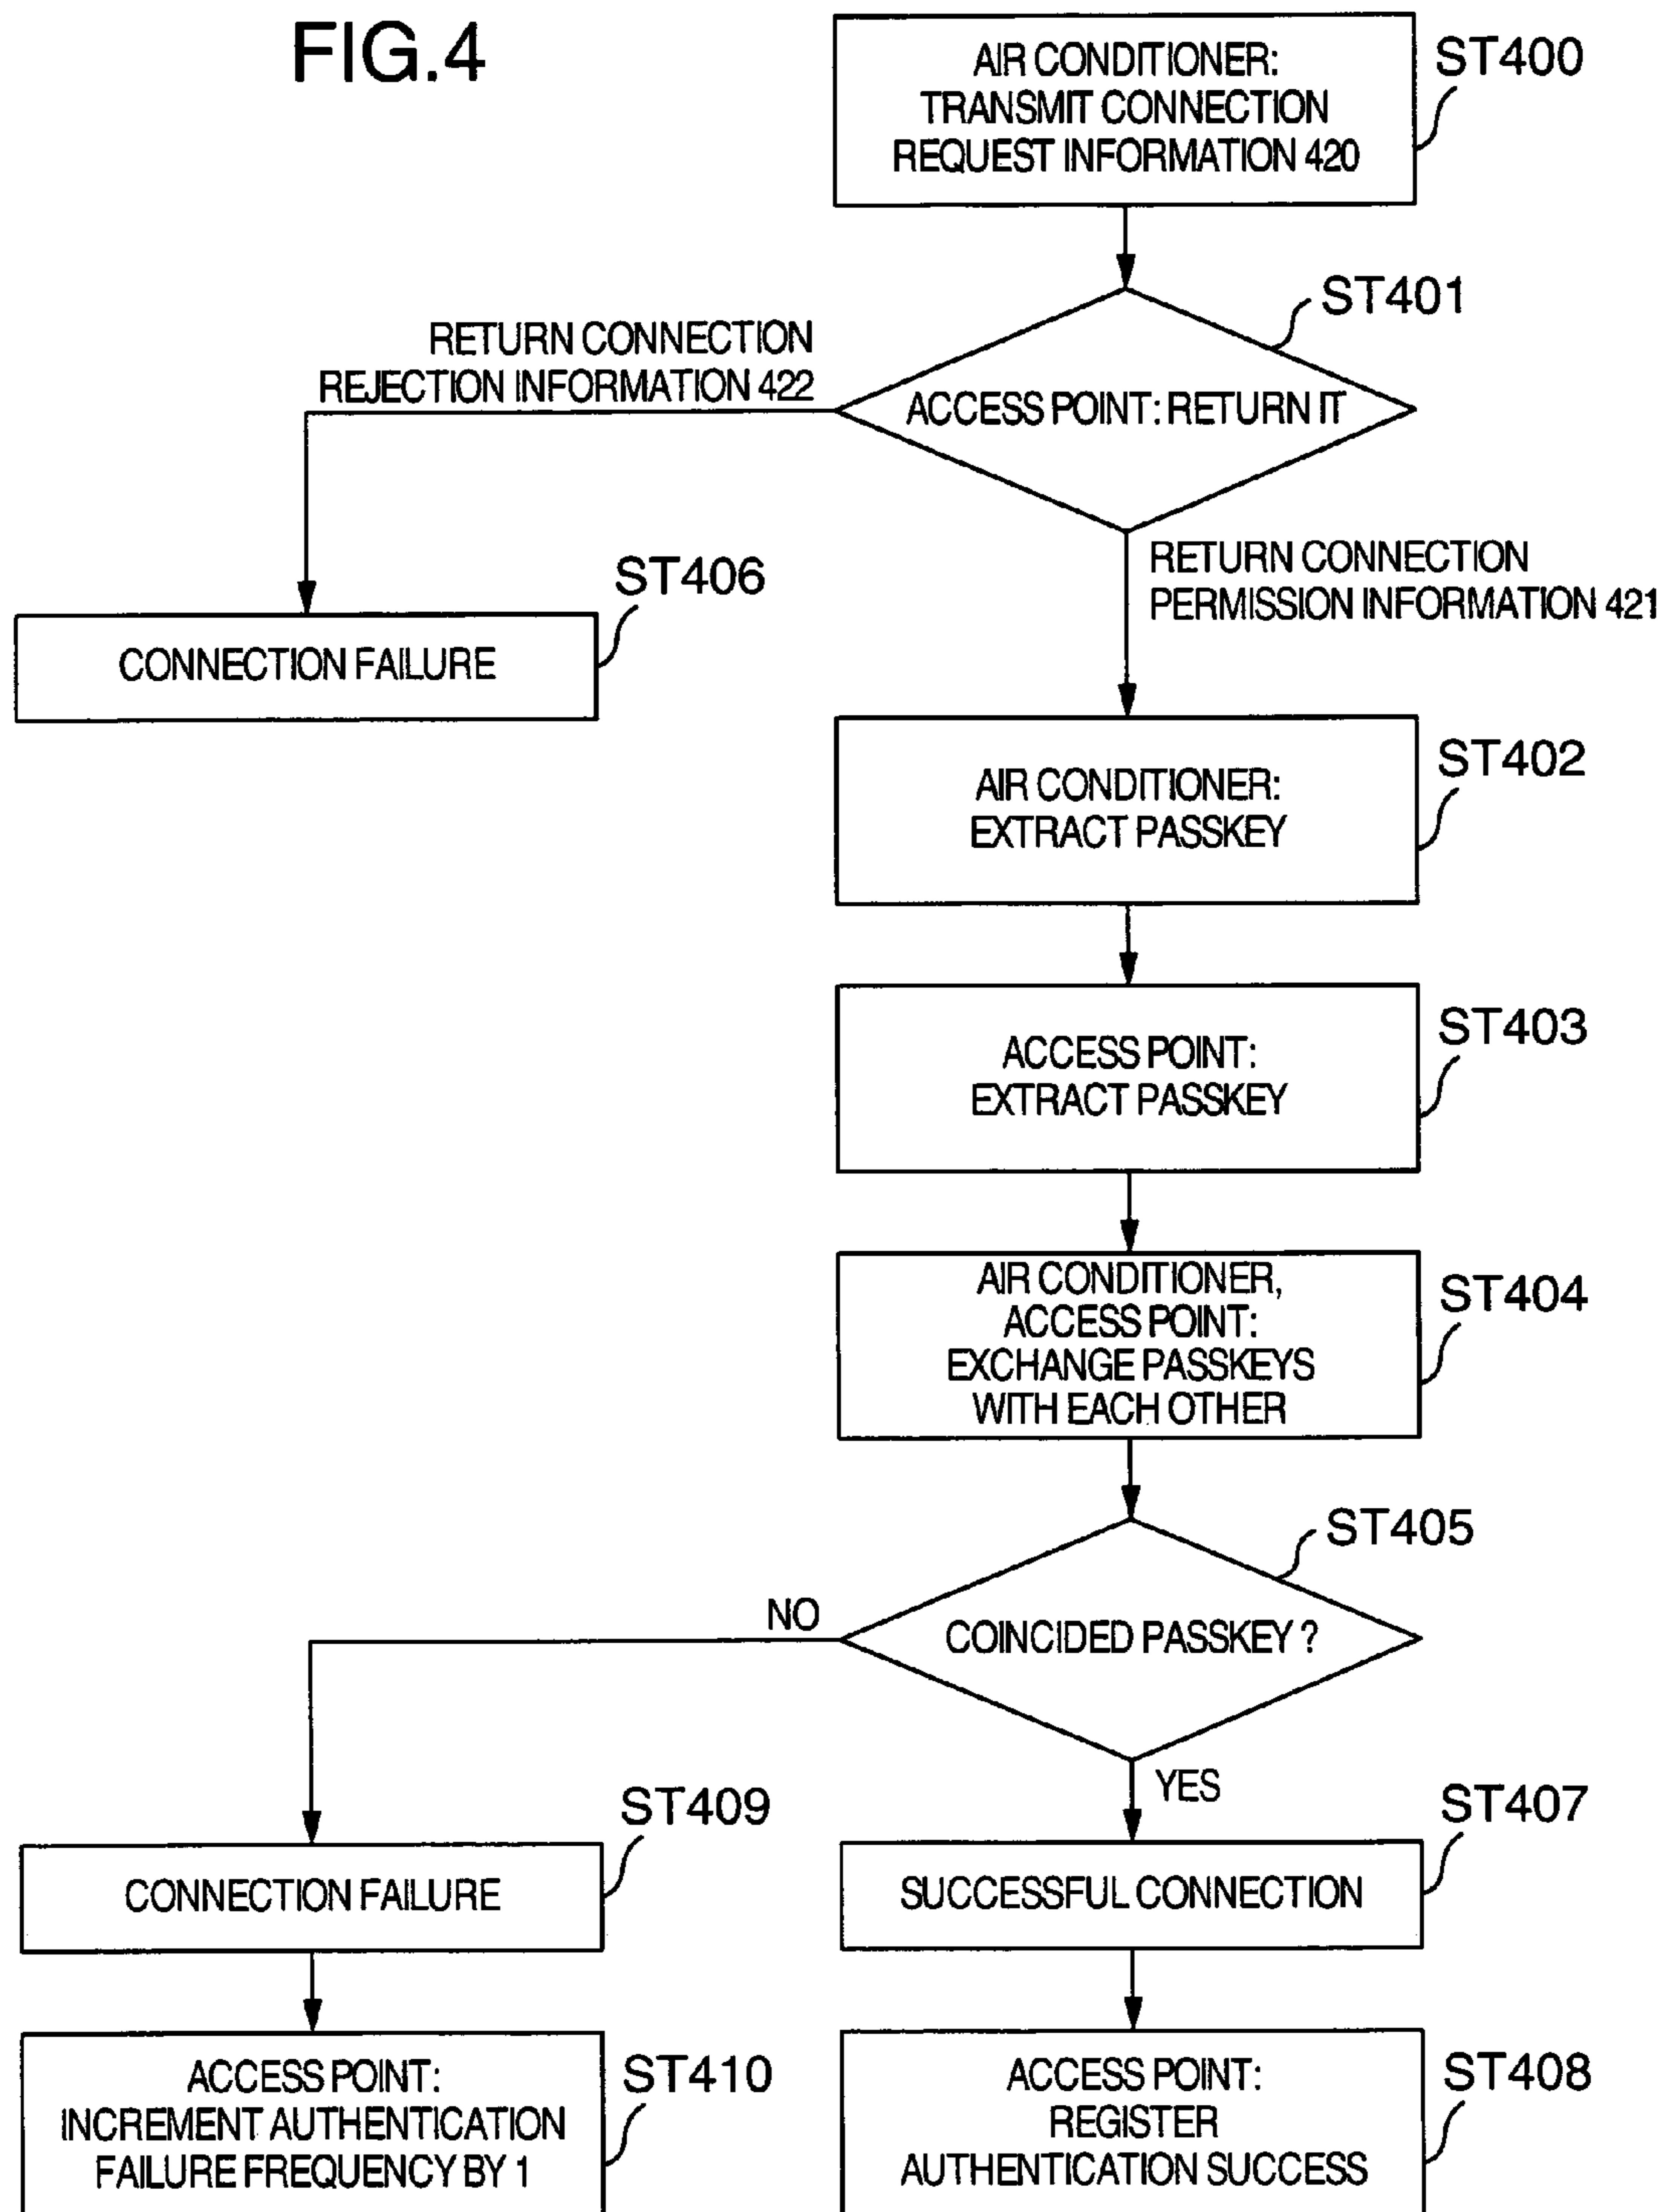 FIG.4
AIR CONDITIONER:
TRANSMIT CONNECTION
REQUEST INFORMATION 420
ST400
ST401
ACCESS POINT: RETURN IT
RETURN CONNECTION
REJECTION INFORMATION 422
ST406
CONNECTION FAILURE
RETURN CONNECTION
PERMISSION INFORMATION 421
ST402
AIR CONDITIONER:
EXTRACT PASSKEY
ST403
ACCESS POINT:
EXTRACT PASSKEY
ST404
AIR CONDITIONER,
ACCESS POINT:
EXCHANGE PASSKEYS
WITH EACH OTHER
ST405
COINCIDED PASSKEY ?
NO
YES
ST409
CONNECTION FAILURE
ST407
SUCCESSFUL CONNECTION
ST410
ACCESS POINT:
INCREMENT AUTHENTICATION
FAILURE FREQUENCY BY 1
ST408
ACCESS POINT:
REGISTER
AUTHENTICATION SUCCESS